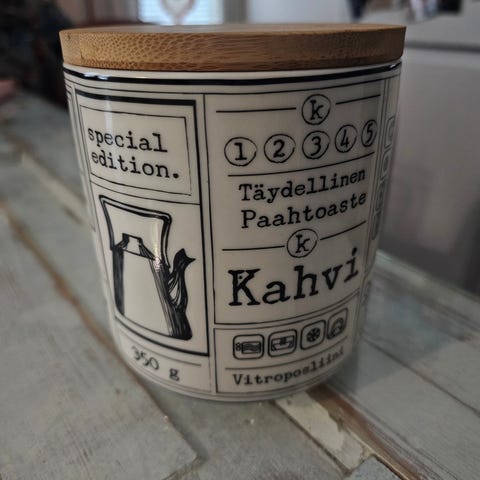 special
edition.
350 g
k
1 2 3 4 5
Täydellinen
Paahtoaste
k
Kahvi
Vitroposliini